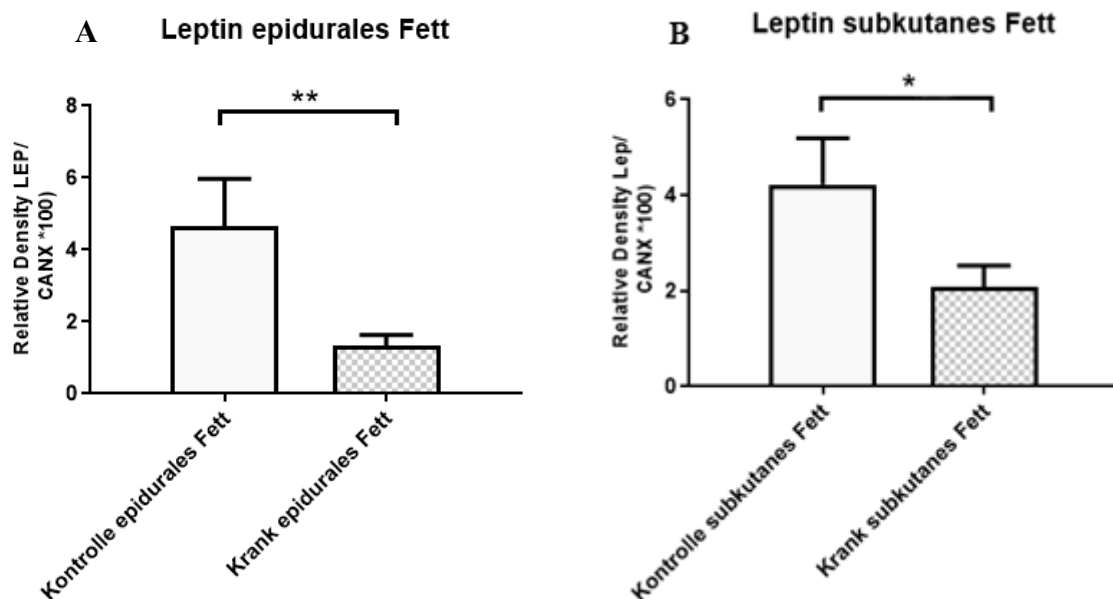 A
Leptin epidurales Fett
**
8
6
4
2
0
Relative Density LEP/
CANX *100)
Kontrolle epidurales Fett
Krank epidurales Fett
B
Leptin subkutanes Fett
*
6
4
2
0
Relative Density Lep/
CANX *100)
Kontrolle subkutanes Fett
Krank subkutanes Fett